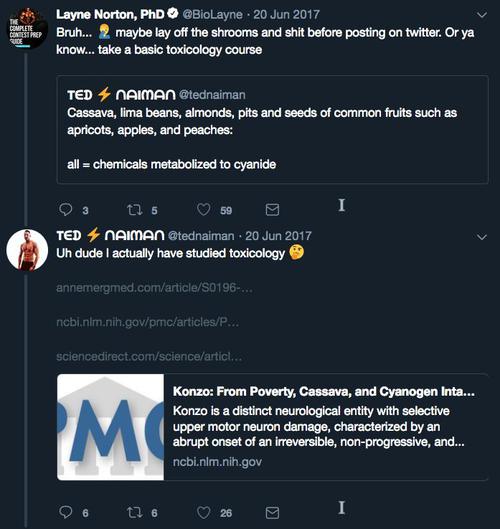 THE
COMPLETE
CONTEST PREP
GUIDE
Layne Norton, PhD @BioLayne · 20 Jun 2017
Bruh... 🤦 maybe lay off the shrooms and shit before posting on twitter. Or ya
know... take a basic toxicology course
TED ⚡ NAIMAN @tednaiman
Cassava, lima beans, almonds, pits and seeds of common fruits such as
apricots, apples, and peaches:
all = chemicals metabolized to cyanide
3 5 59
TED ⚡ NAIMAN @tednaiman · 20 Jun 2017
Uh dude I actually have studied toxicology 🤔
annemergmed.com/article/S0196-...
ncbi.nlm.nih.gov/pmc/articles/P...
sciencedirect.com/science/articl...
PMC
Konzo: From Poverty, Cassava, and Cyanogen Inta...
Konzo is a distinct neurological entity with selective
upper motor neuron damage, characterized by an
abrupt onset of an irreversible, non-progressive, and...
ncbi.nlm.nih.gov
6 6 26